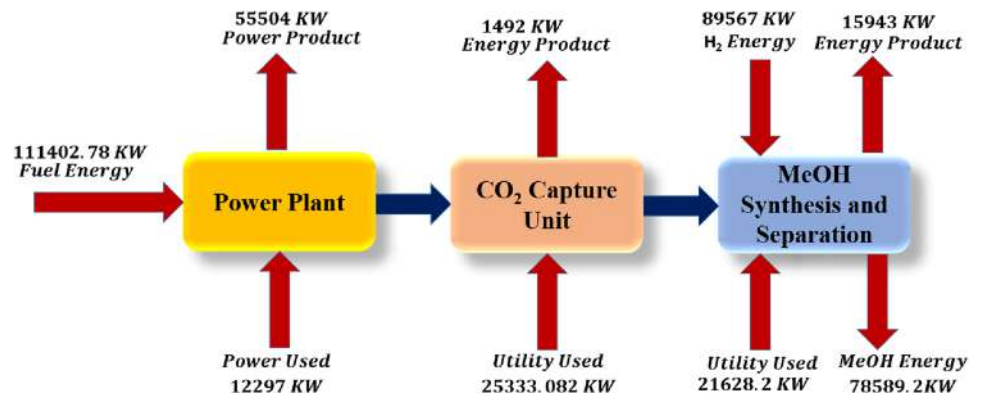 55504 KW
Power Product
1492 KW
Energy Product
89567 KW
H₂ Energy
15943 KW
Energy Product
111402.78 KW
Fuel Energy
Power Plant
CO₂ Capture
Unit
MeOH
Synthesis and
Separation
Power Used
12297 KW
Utility Used
25333.082 KW
Utility Used
21628.2 KW
MeOH Energy
78589.2KW